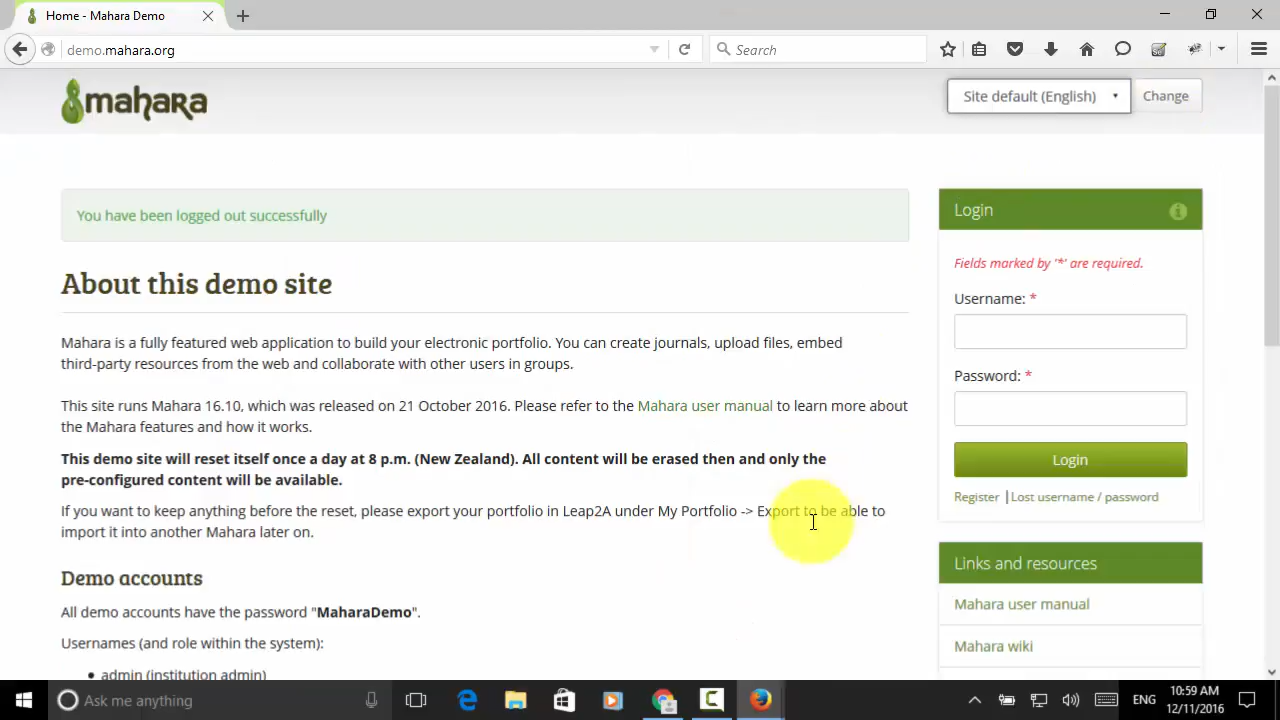 Home - Mahara Demo
demo.mahara.org
Search
mahara
Site default (English)
Change
You have been logged out successfully
About this demo site
Mahara is a fully featured web application to build your electronic portfolio. You can create journals, upload files, embed
third-party resources from the web and collaborate with other users in groups.
This site runs Mahara 16.10, which was released on 21 October 2016. Please refer to the Mahara user manual to learn more about
the Mahara features and how it works.
This demo site will reset itself once a day at 8 p.m. (New Zealand). All content will be erased then and only the
pre-configured content will be available.
If you want to keep anything before the reset, please export your portfolio in Leap2A under My Portfolio -> Export to be able to
import it into another Mahara later on.
Demo accounts
All demo accounts have the password "MaharaDemo".
Usernames (and role within the system):
admin (institution admin)
Login
Fields marked by '*' are required.
Username: *
Password: *
Login
Register | Lost username / password
Links and resources
Mahara user manual
Mahara wiki
Ask me anything
ENG
10:59 AM
12/11/2016